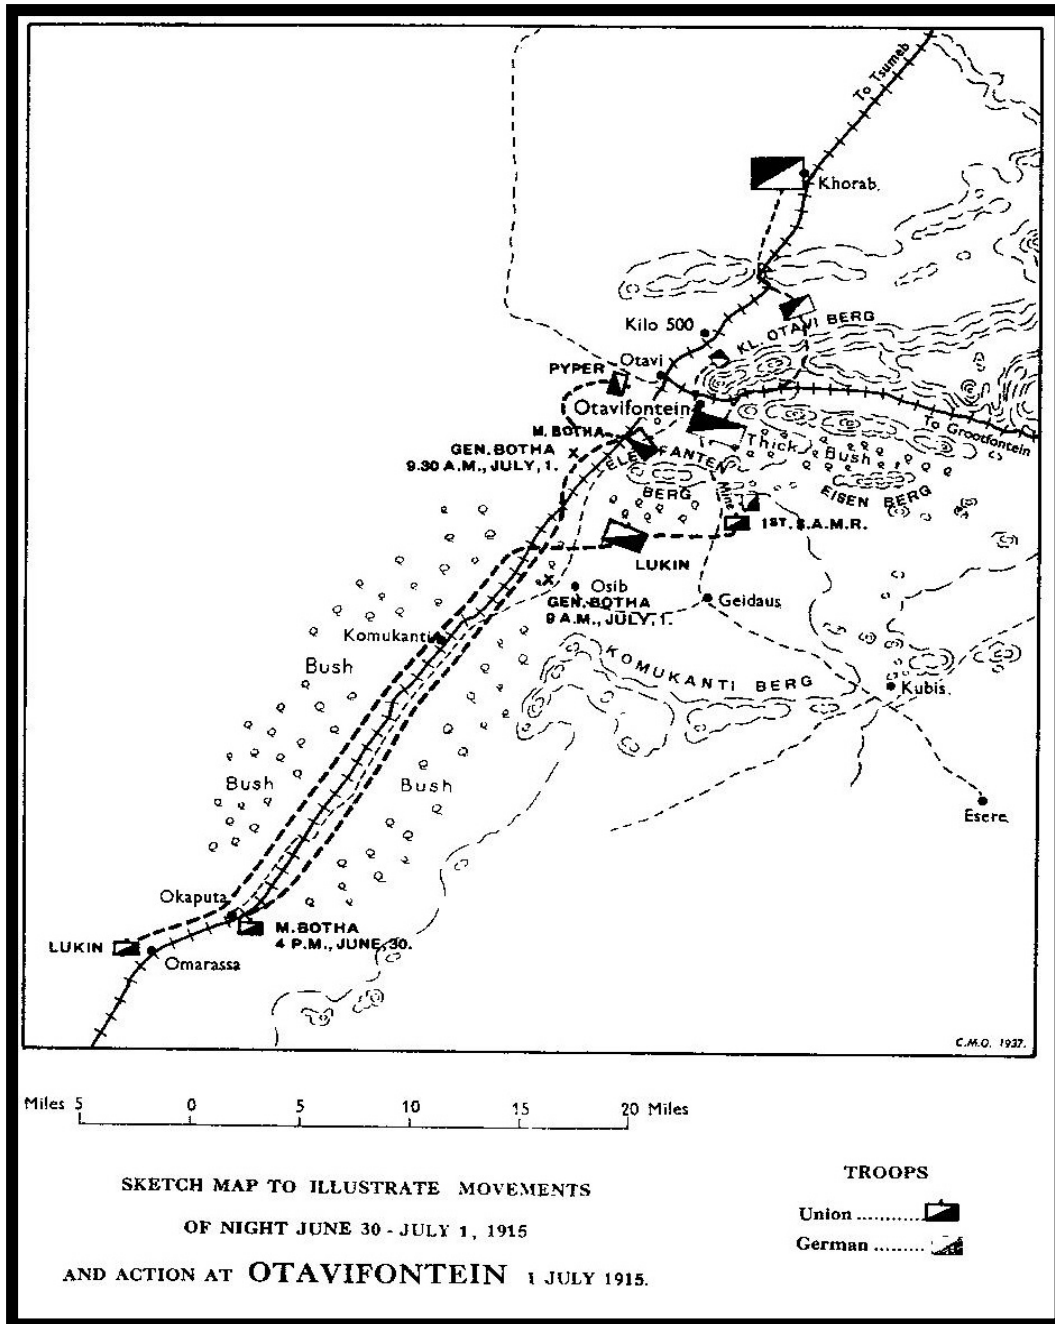 To Tsumeb
Khorab.
Kilo 500
KL. OTAVI BERG
Otavi
PYPER
Otavifontein
To Grootfontein
M. BOTHA
GEN. BOTHA
9.30 A.M., JULY, 1.
Thick Bush
ELEFANTEN
BERG
Mine
EISEN BERG
1ST. S.A.M.R.
LUKIN
Osib
GEN. BOTHA
9 A.M., JULY, 1.
Geidaus
Komukanti
Bush
KOMUKANTI BERG
Kubis.
Bush
Bush
Esere.
Okaputa
M. BOTHA
4 P.M., JUNE, 30.
LUKIN
Omarassa
C.M.O. 1937.
Miles 5 0 5 10 15 20 Miles
SKETCH MAP TO ILLUSTRATE MOVEMENTS
OF NIGHT JUNE 30 - JULY 1, 1915
AND ACTION AT OTAVIFONTEIN 1 JULY 1915.
TROOPS
Union ..........
German ........